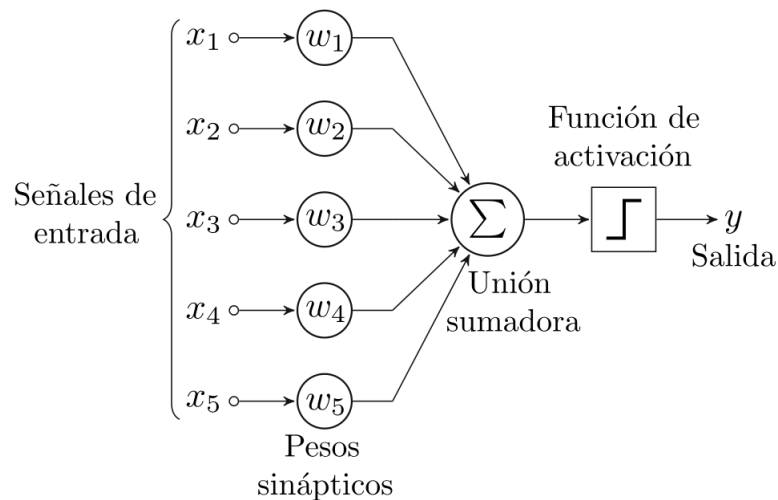 x₁ w₁
x₂ w₂
Función de
activación
Señales de
entrada
x₃ w₃ Σ y
Salida
Unión
sumadora
x₄ w₄
x₅ w₅
Pesos
sinápticos